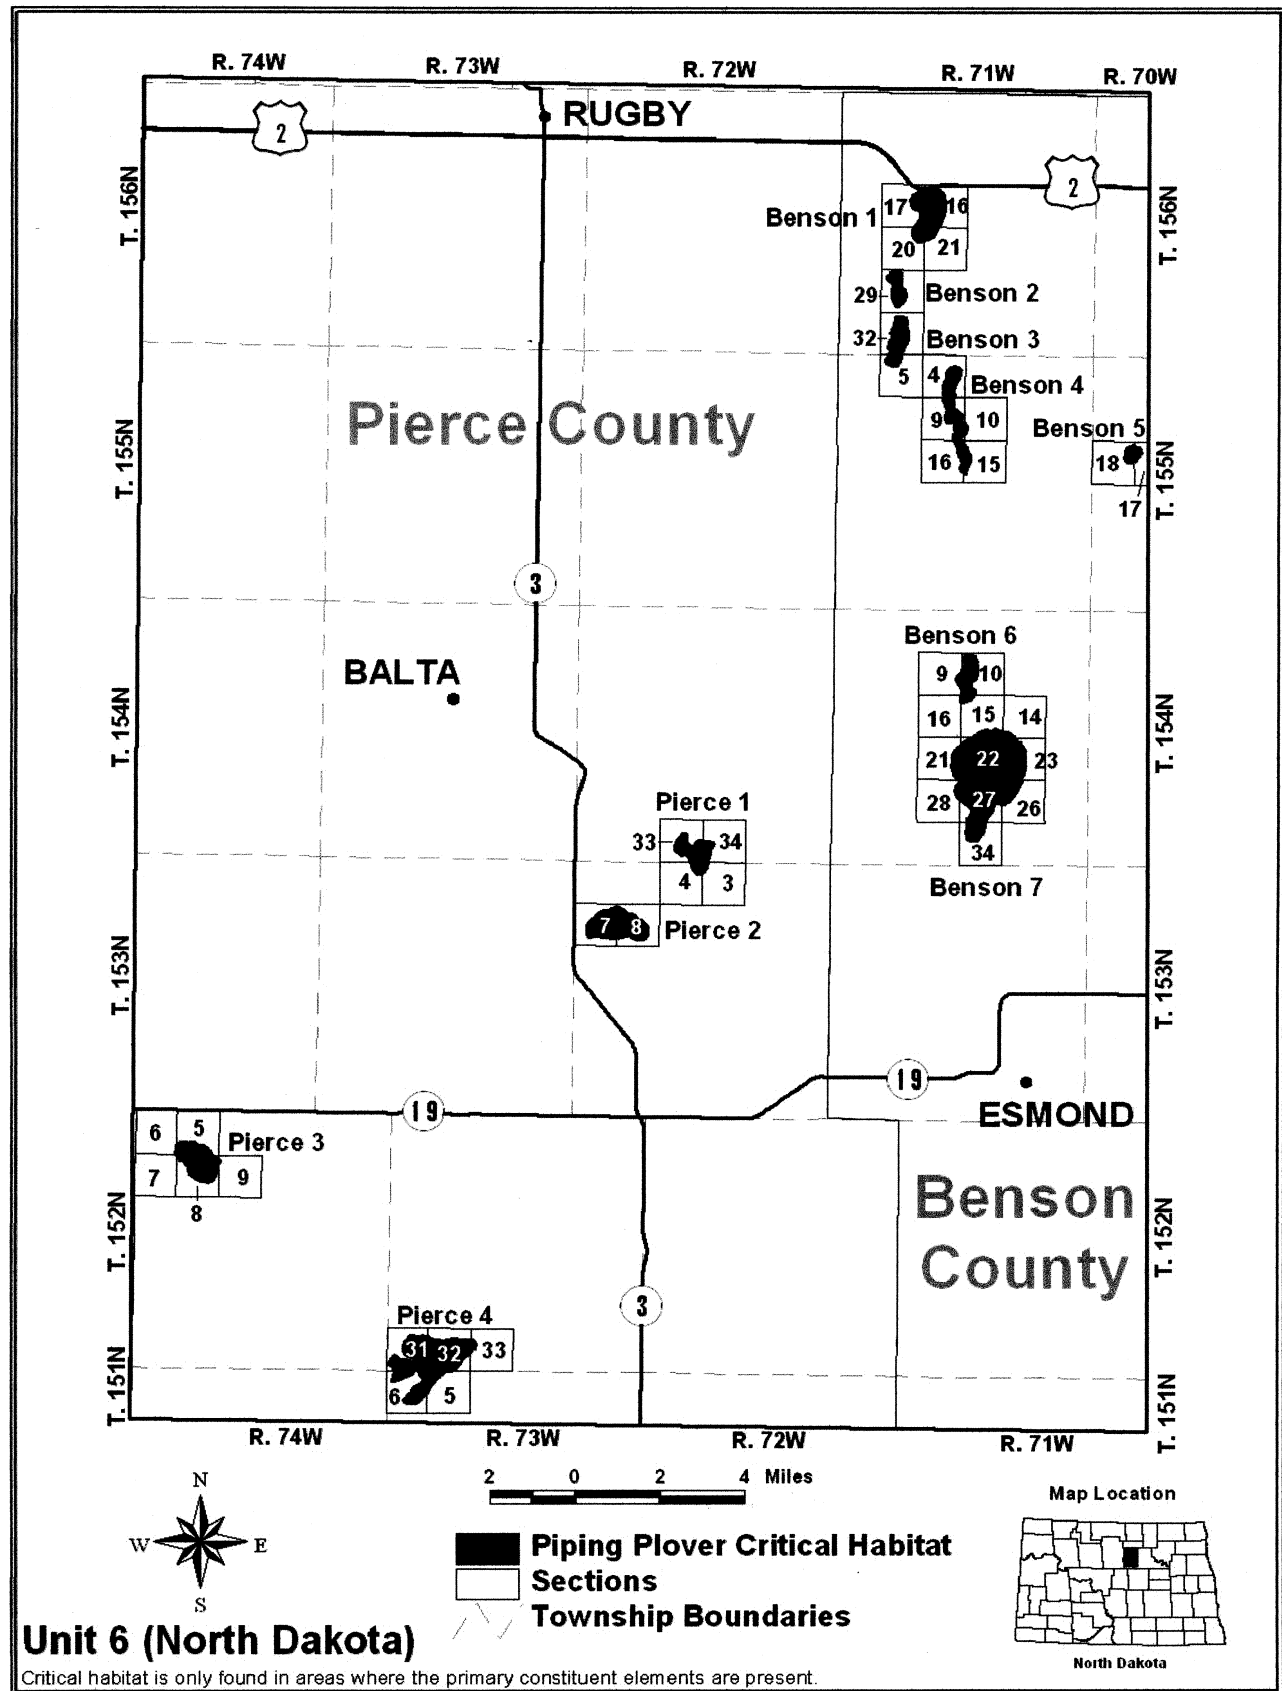 R. 74W R. 73W R. 72W R. 71W R. 70W
RUGBY
2
2
T. 156N
T. 156N
Benson 1
17 16
20 21
29 Benson 2
32 Benson 3
5 4 Benson 4
Pierce County
9 10
Benson 5
16 15
18
17
T. 155N
T. 155N
3
Benson 6
9 10
BALTA
16 15 14
T. 154N
T. 154N
21 22 23
28 27 26
34
Benson 7
Pierce 1
33 34
4 3
7 8 Pierce 2
T. 153N
T. 153N
19
19
ESMOND
6 5 Pierce 3
7 9
8
Benson
County
T. 152N
T. 152N
3
Pierce 4
31 32 33
6 5
T. 151N
T. 151N
R. 74W R. 73W R. 72W R. 71W
2 0 2 4 Miles
N
W E
S
Map Location
Piping Plover Critical Habitat
Sections
Township Boundaries
North Dakota
Unit 6 (North Dakota)
Critical habitat is only found in areas where the primary constituent elements are present.